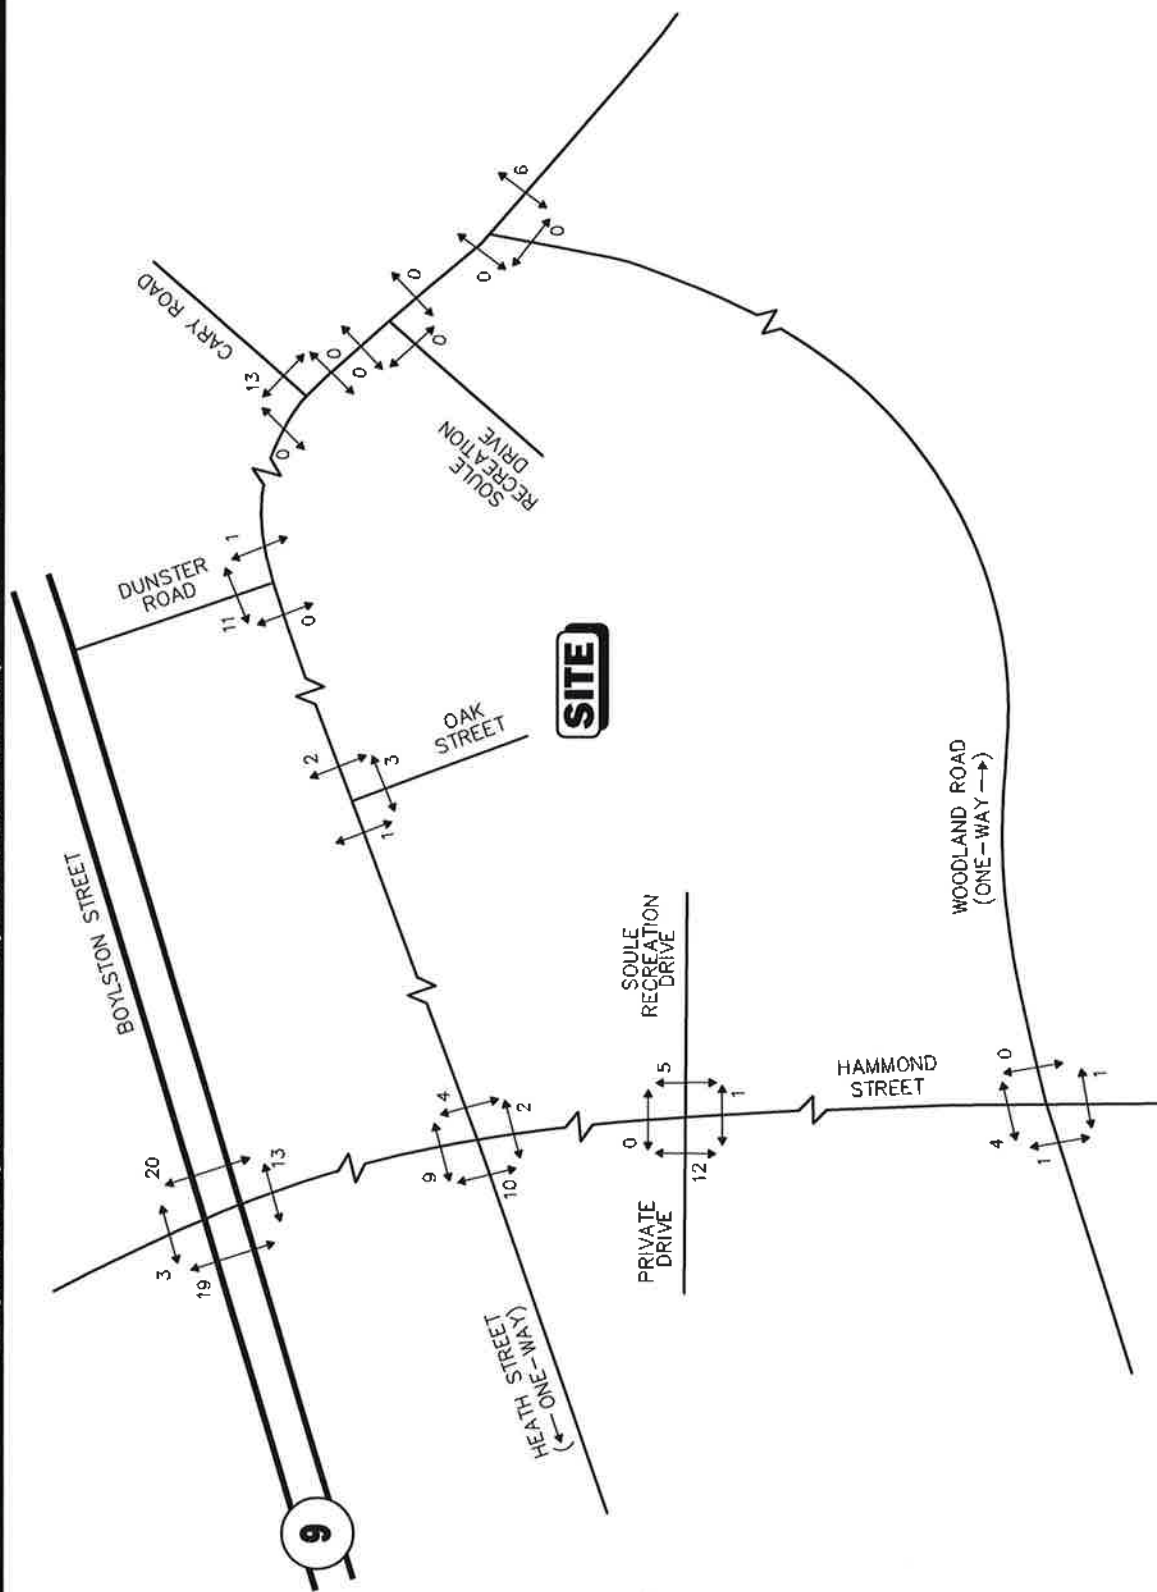 BOYLSTON STREET
9
3
20
19
13
DUNSTER
ROAD
11
1
0
CARY ROAD
13
0
0
0
0
0
SOULE
RECREATION
DRIVE
0
0
6
2
1
3
OAK
STREET
SITE
9
4
10
2
HEATH STREET
(← ONE-WAY)
0
5
12
1
PRIVATE
DRIVE
SOULE
RECREATION
DRIVE
HAMMOND
STREET
WOODLAND ROAD
(ONE-WAY →)
4
0
1
1